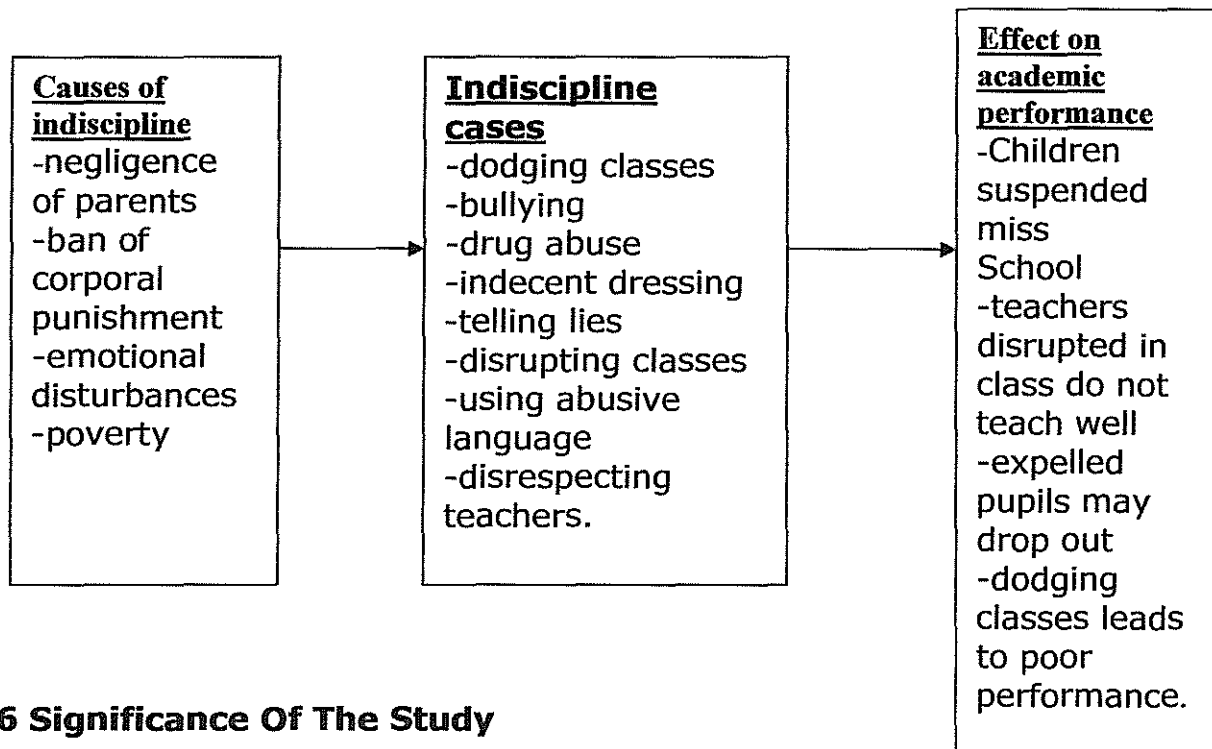 Causes of
indiscipline
-negligence
of parents
-ban of
corporal
punishment
-emotional
disturbances
-poverty
Indiscipline
cases
-dodging classes
-bullying
-drug abuse
-indecent dressing
-telling lies
-disrupting classes
-using abusive
language
-disrespecting
teachers.
Effect on
academic
performance
-Children
suspended
miss
School
-teachers
disrupted in
class do not
teach well
-expelled
pupils may
drop out
-dodging
classes leads
to poor
performance.
6 Significance Of The Study